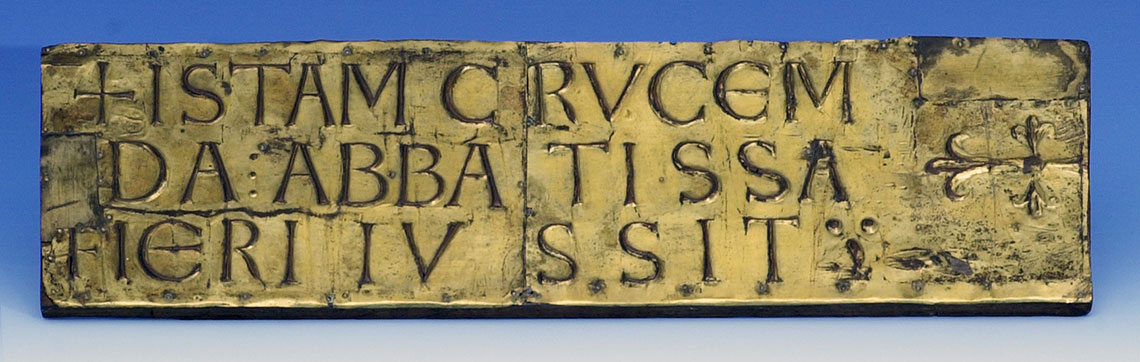 +ISTAM CRVCEM
DA:ABBATISSA
FIERI IVSSIT